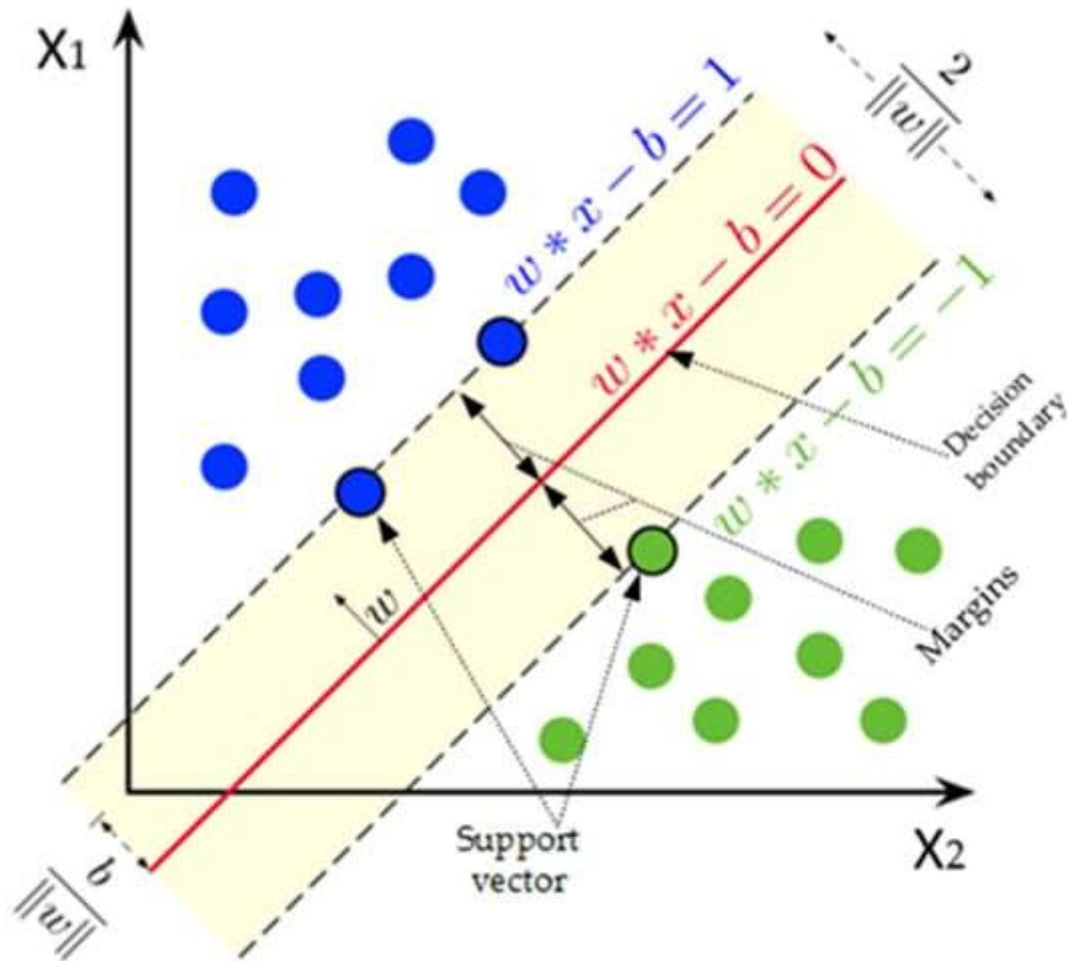 X1
2
‖w‖
w * x − b = 1
w * x − b = 0
w * x − b = −1
Decision
boundary
Margins
w
Support
vector
X2
b
‖w‖